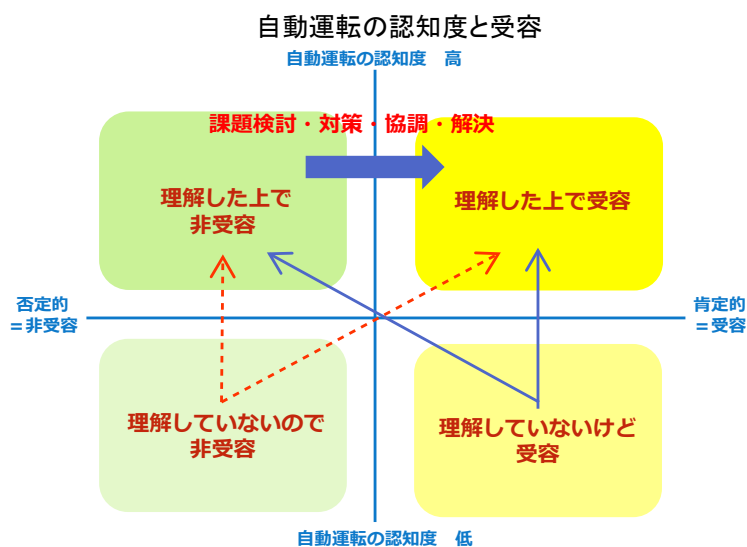 自動運転の認知度と受容
自動運転の認知度　高
課題検討・対策・協調・解決
理解した上で
非受容
理解した上で受容
否定的
＝非受容
肯定的
＝受容
理解していないので
非受容
理解していないけど
受容
自動運転の認知度　低